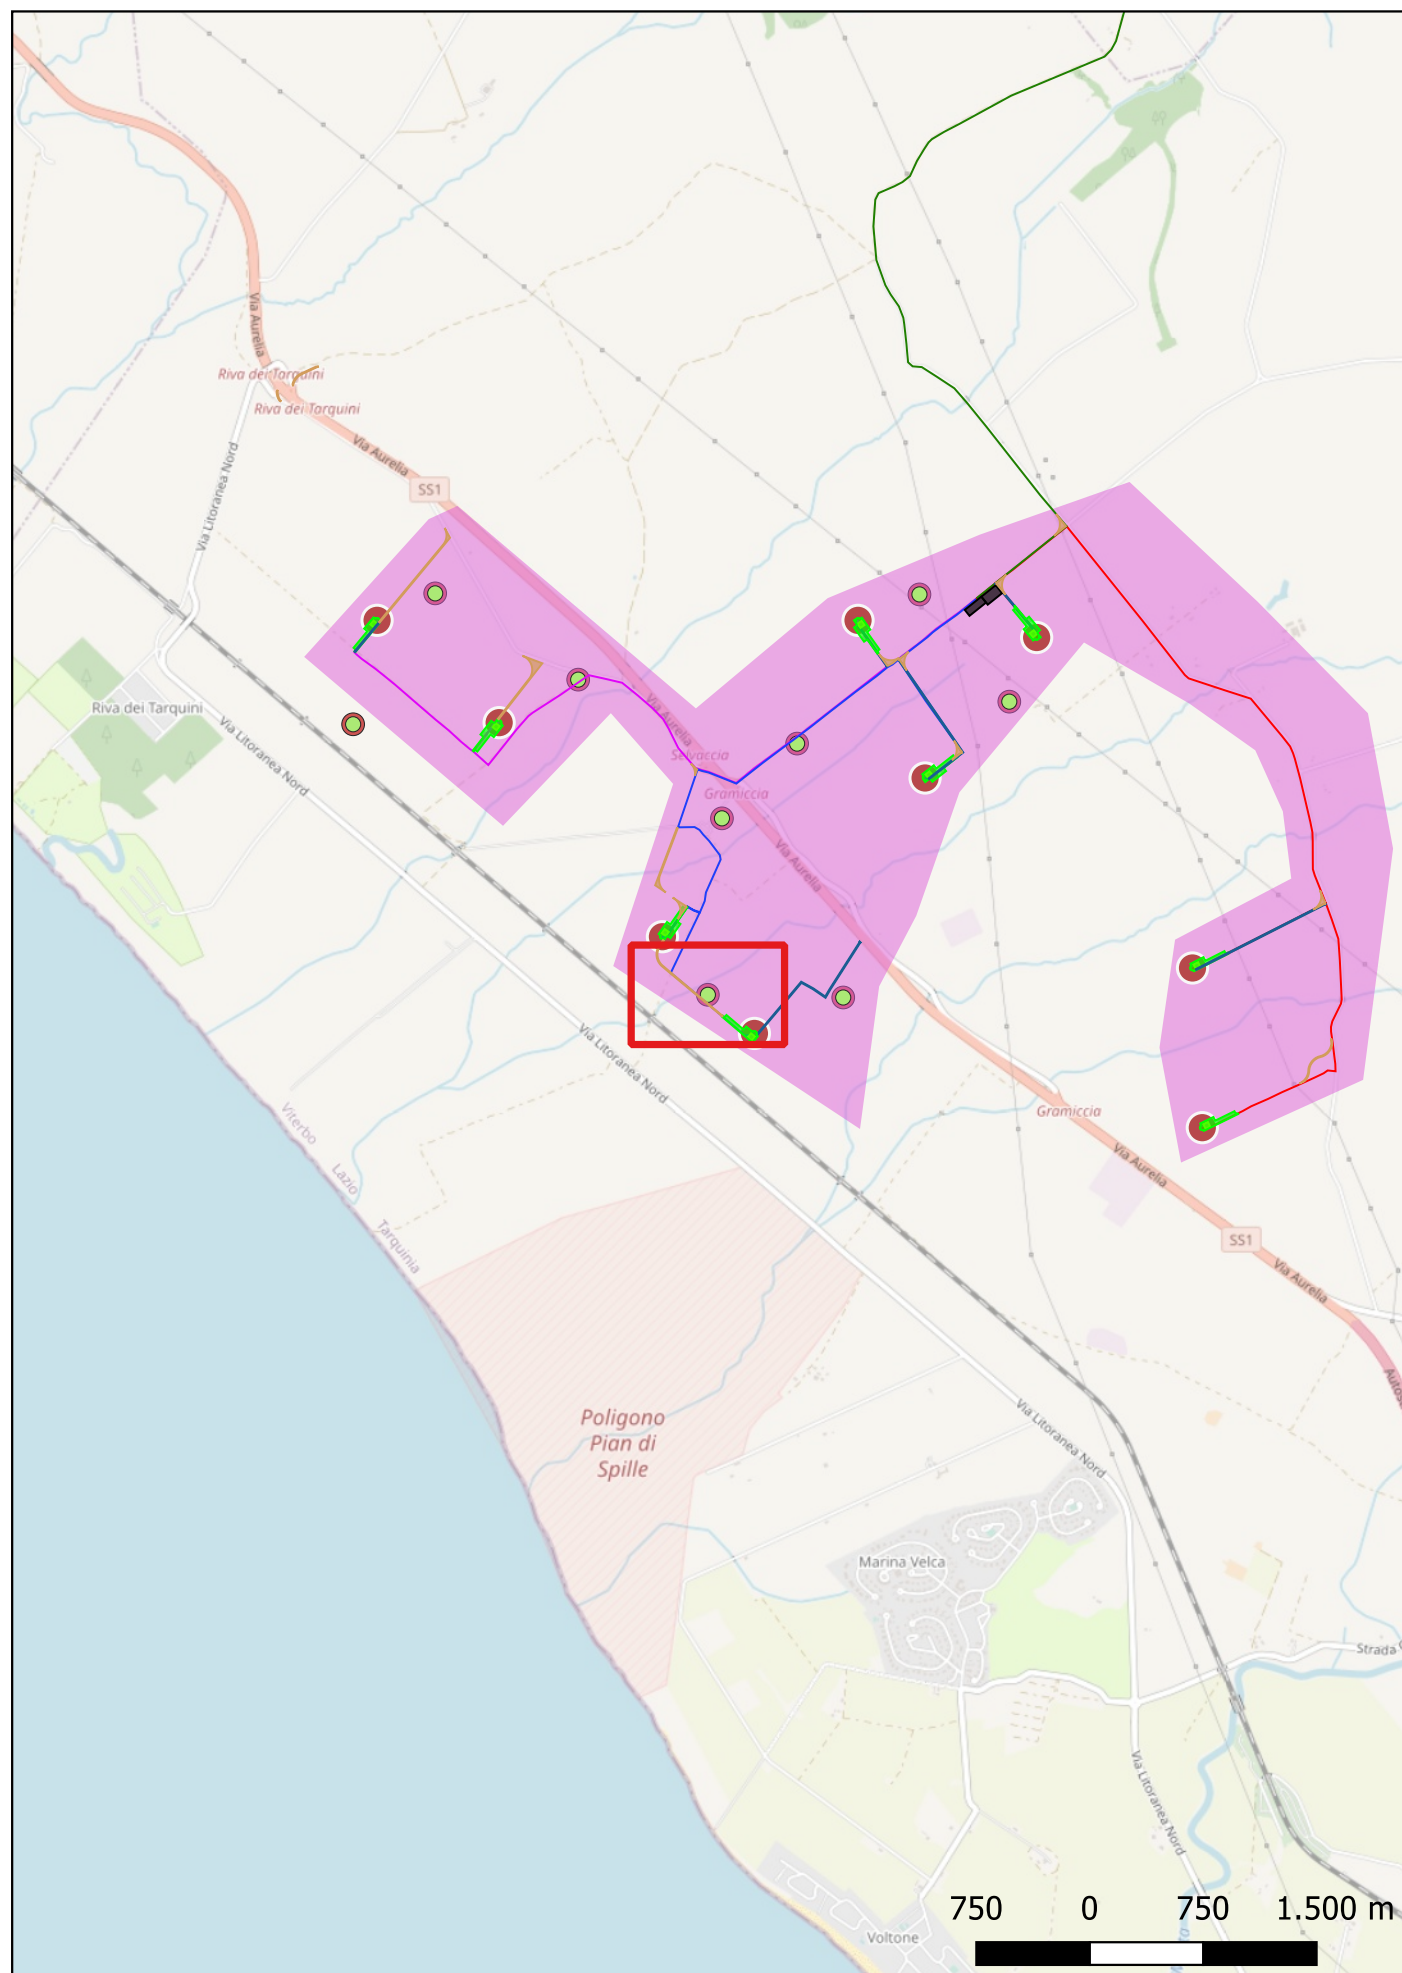 Via Aurelia
Riva dei Tarquini
Riva dei Tarquini
Via Aurelia
Via Litoranea Nord
SS1
Riva dei Tarquini
Via Litoranea Nord
Via Aurelia
Selvaccia
Gramiccia
Via Aurelia
Via Litoranea Nord
Viterbo
Lazio
Tarquinia
Gramiccia
Via Aurelia
SS1
Via Aurelia
Poligono
Pian di
Spille
Via Litoranea Nord
Marina Velca
Strada
Via Litoranea Nord
750 0 750 1.500 m
Voltone